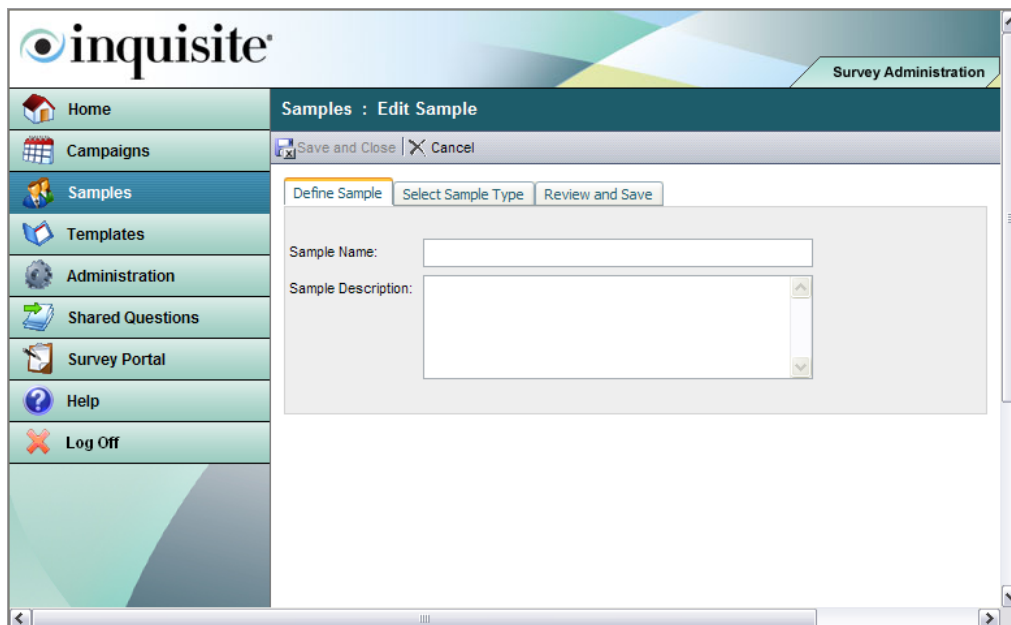 inquisite
Survey Administration
Home
Campaigns
Samples
Templates
Administration
Shared Questions
Survey Portal
Help
Log Off
Samples : Edit Sample
Save and Close
Cancel
Define Sample
Select Sample Type
Review and Save
Sample Name:
Sample Description: